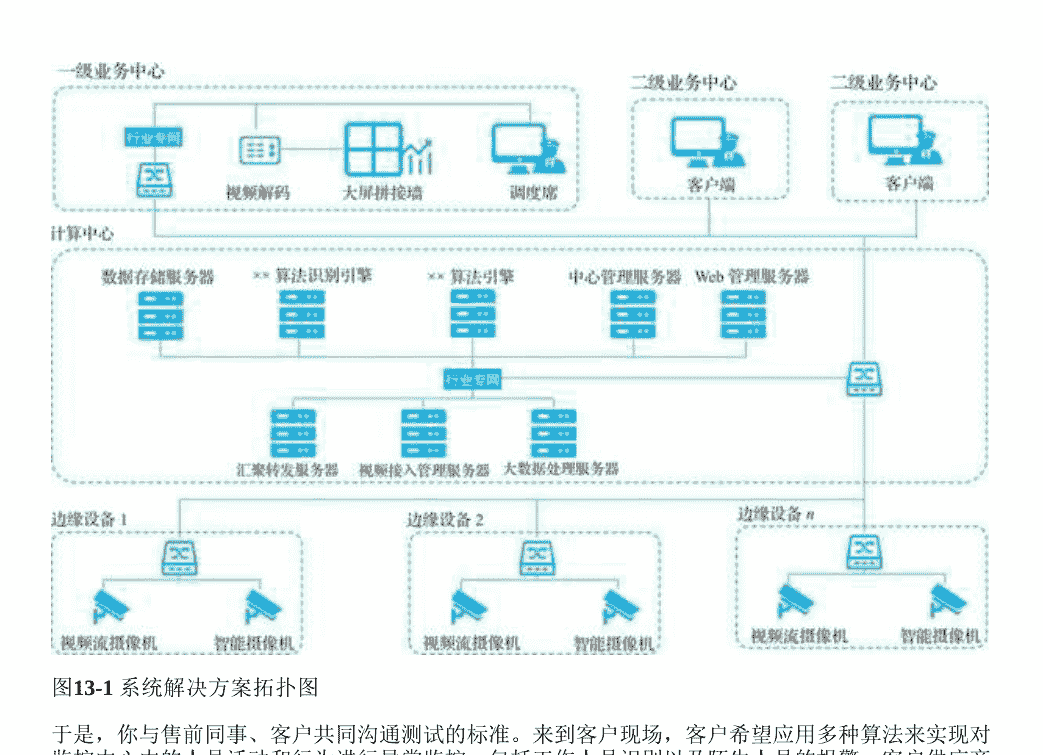 一级业务中心
二级业务中心
二级业务中心
行业专网
视频解码
大屏拼接墙
调度席
客户端
客户端
计算中心
数据存储服务器
×× 算法识别引擎
×× 算法引擎
中心管理服务器
Web 管理服务器
行业专网
汇聚转发服务器
视频接入管理服务器
大数据处理服务器
边缘设备 1
边缘设备 2
边缘设备 n
视频流摄像机
智能摄像机
视频流摄像机
智能摄像机
视频流摄像机
智能摄像机
图13-1 系统解决方案拓扑图
于是，你与售前同事、客户共同沟通测试的标准。来到客户现场，客户希望应用多种算法来实现对